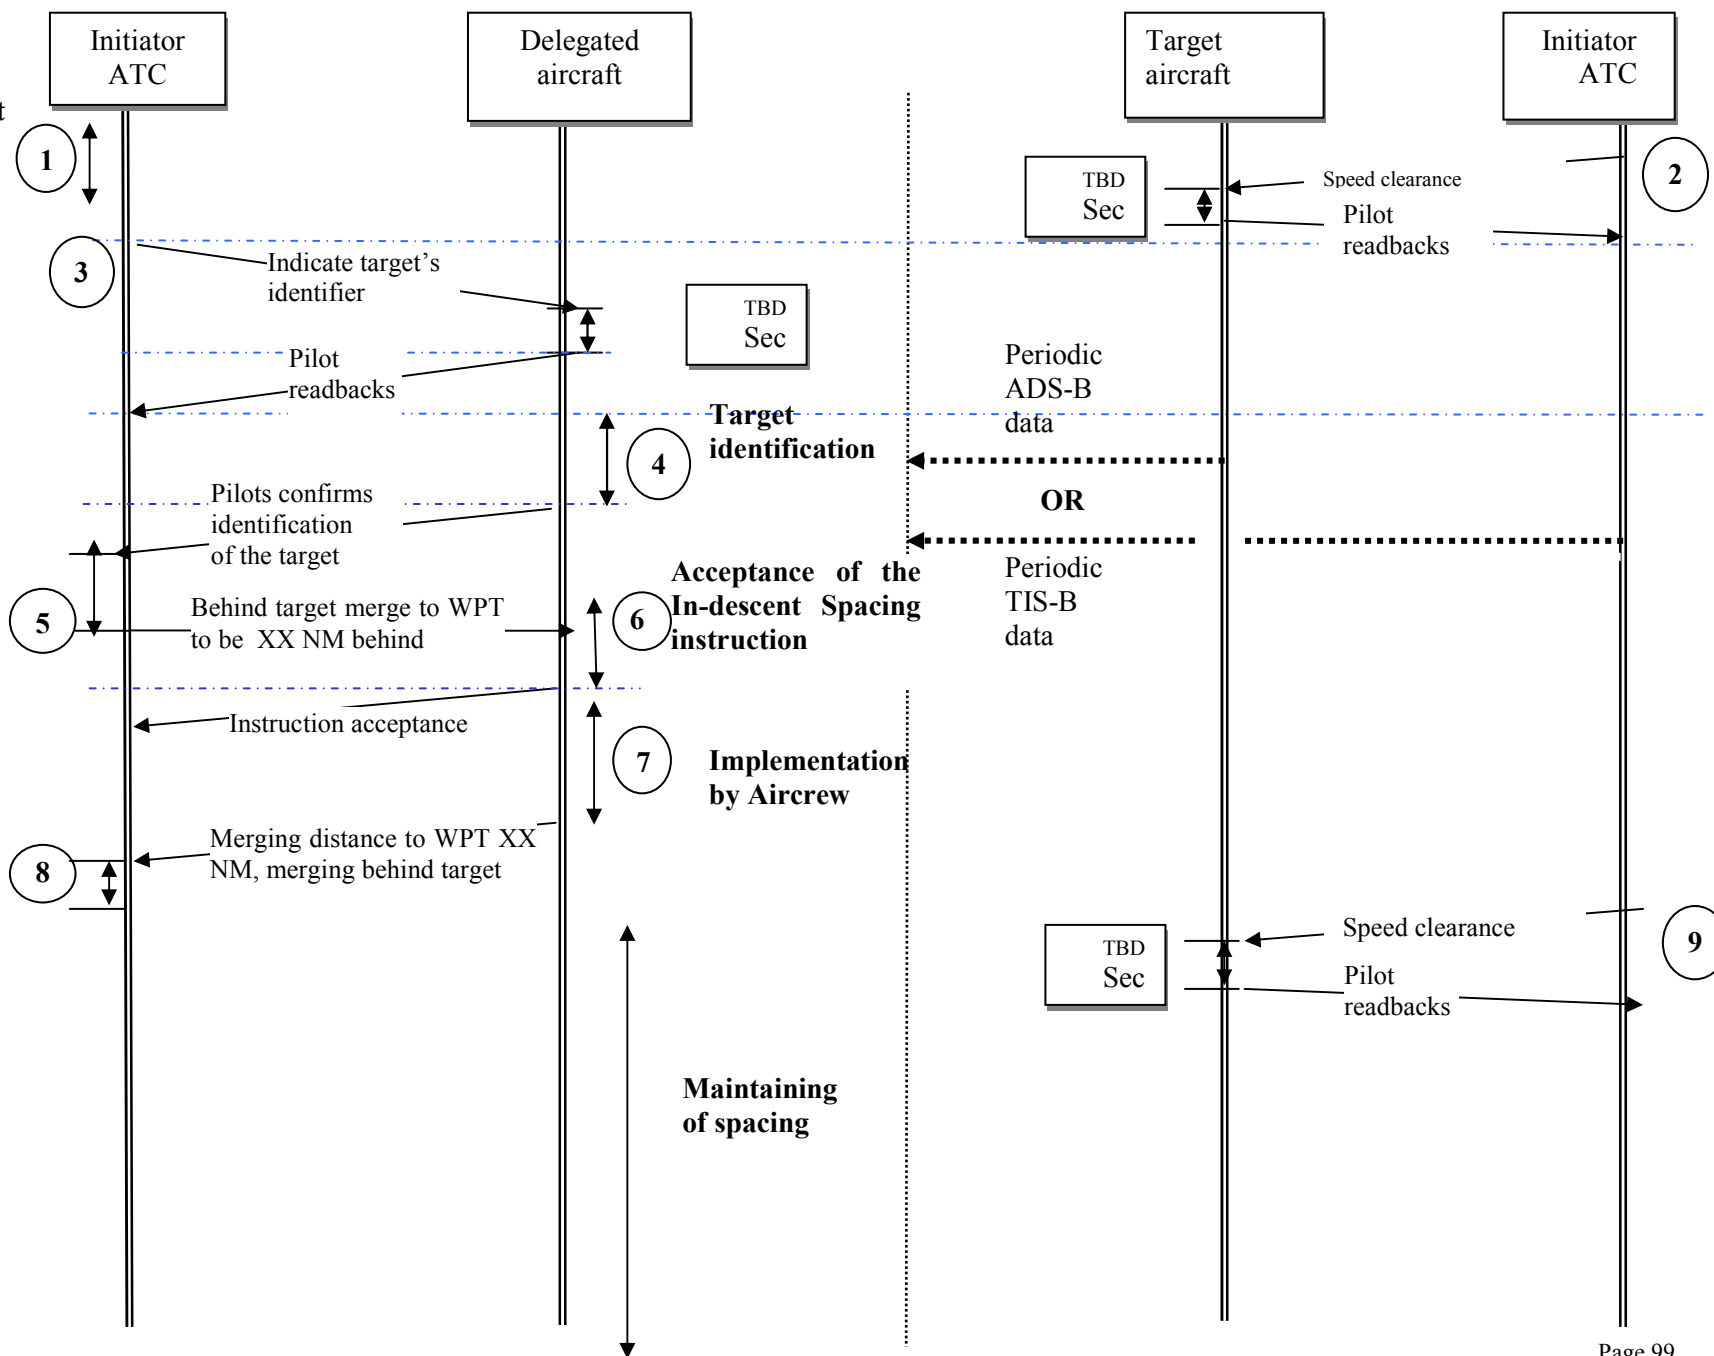 Initiator
ATC
Delegated
aircraft
Target
aircraft
Initiator
ATC
t
1
2
TBD
Sec
Speed clearance
Pilot
readbacks
3
Indicate target’s
identifier
TBD
Sec
Pilot
readbacks
Periodic
ADS-B
data
Target
identification
4
Pilots confirms
identification
of the target
OR
5
Behind target merge to WPT
to be XX NM behind
6
Acceptance of the
In-descent Spacing
instruction
Periodic
TIS-B
data
Instruction acceptance
7
Implementation
by Aircrew
8
Merging distance to WPT XX
NM, merging behind target
TBD
Sec
Speed clearance
Pilot
readbacks
9
Maintaining
of spacing
Page 99